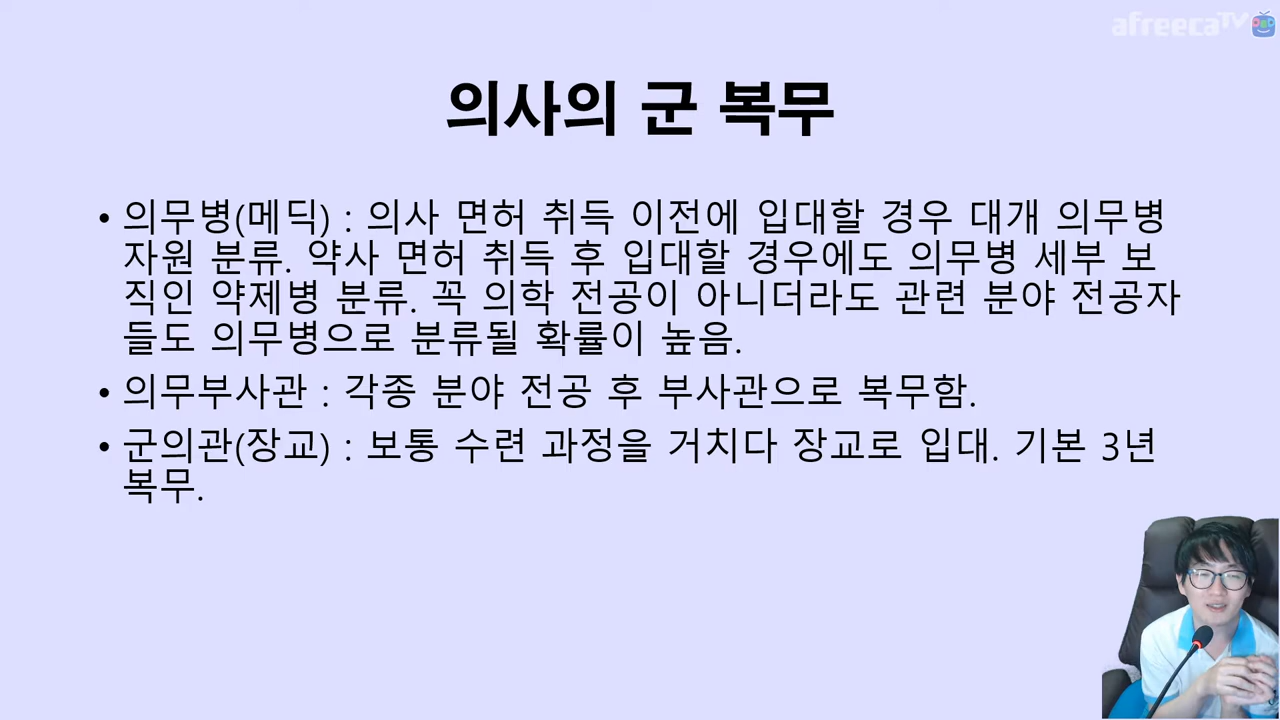 afreecaTV
의사의 군 복무
• 의무병(메딕) : 의사 면허 취득 이전에 입대할 경우 대개 의무병
자원 분류. 약사 면허 취득 후 입대할 경우에도 의무병 세부 보
직인 약제병 분류. 꼭 의학 전공이 아니더라도 관련 분야 전공자
들도 의무병으로 분류될 확률이 높음.
• 의무부사관 : 각종 분야 전공 후 부사관으로 복무함.
• 군의관(장교) : 보통 수련 과정을 거치다 장교로 입대. 기본 3년
복무.